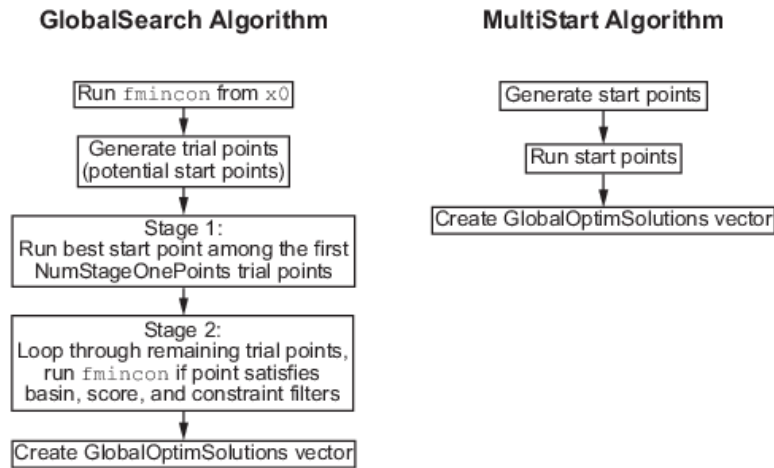 GlobalSearch Algorithm
Run fmincon from x0
Generate trial points
(potential start points)
Stage 1:
Run best start point among the first
NumStageOnePoints trial points
Stage 2:
Loop through remaining trial points,
run fmincon if point satisfies
basin, score, and constraint filters
Create GlobalOptimSolutions vector
MultiStart Algorithm
Generate start points
Run start points
Create GlobalOptimSolutions vector